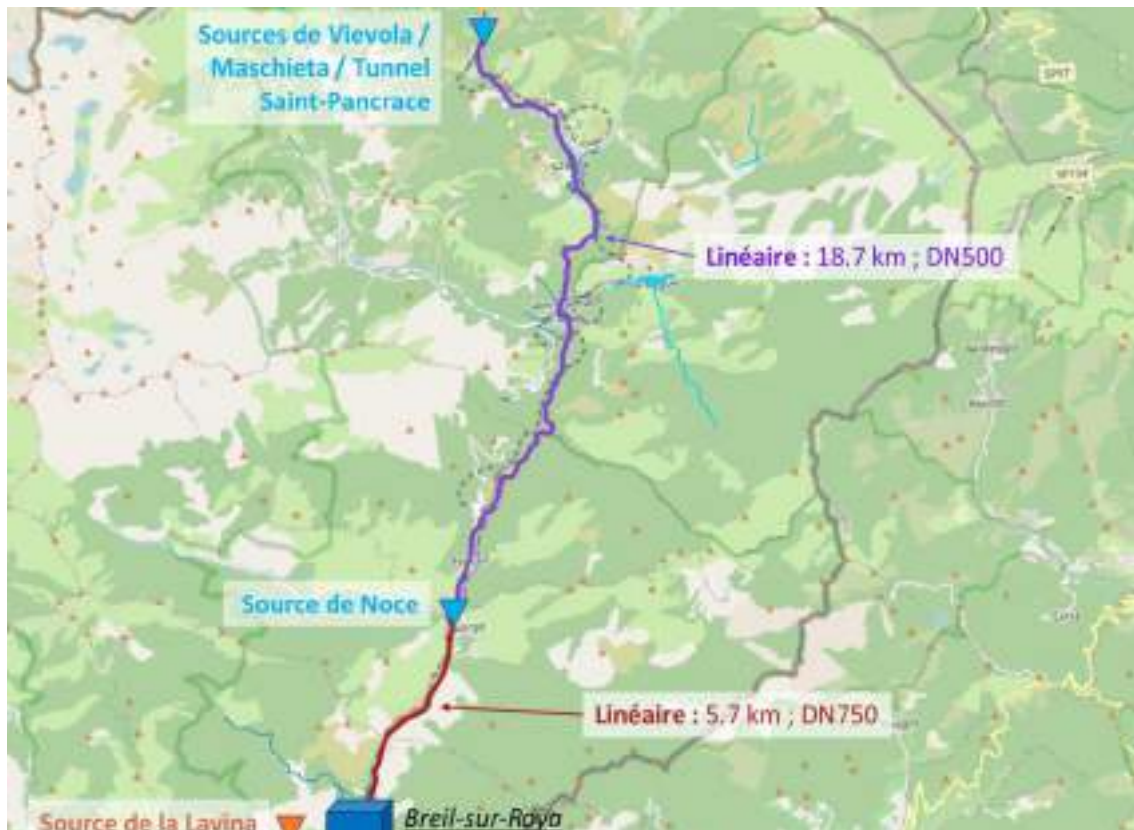 Sources de Vievola /
Maschieta / Tunnel
Saint-Pancrace
Linéaire : 18.7 km ; DN500
Source de Noce
Linéaire : 5.7 km ; DN750
Source de la Lavina
Breil-sur-Roya